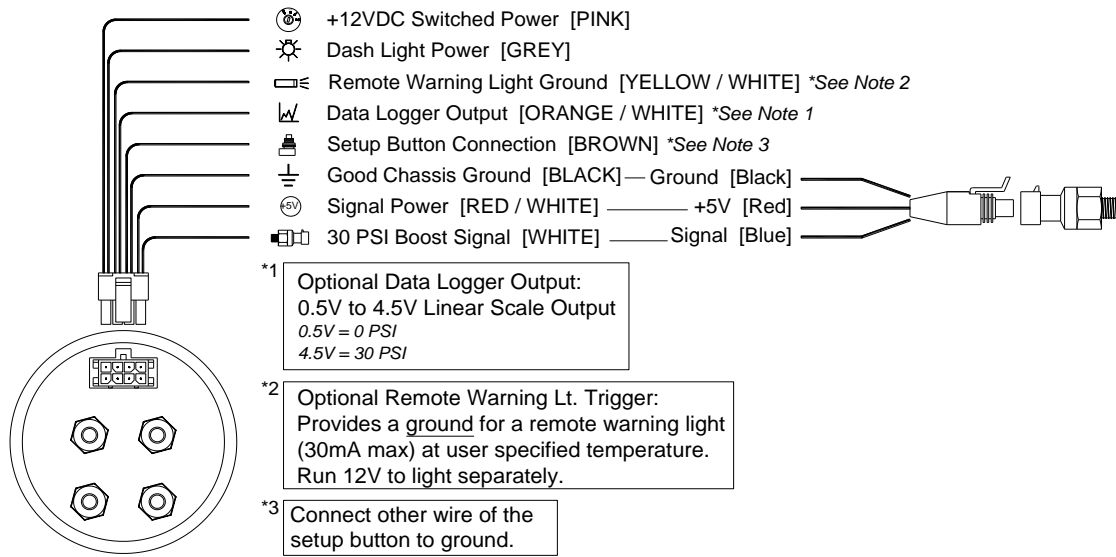 +12VDC Switched Power [PINK]
Dash Light Power [GREY]
Remote Warning Light Ground [YELLOW / WHITE] *See Note 2
Data Logger Output [ORANGE / WHITE] *See Note 1
Setup Button Connection [BROWN] *See Note 3
Good Chassis Ground [BLACK] Ground [Black]
+5V Signal Power [RED / WHITE] +5V [Red]
30 PSI Boost Signal [WHITE] Signal [Blue]
*1 Optional Data Logger Output:
0.5V to 4.5V Linear Scale Output
0.5V = 0 PSI
4.5V = 30 PSI
*2 Optional Remote Warning Lt. Trigger:
Provides a ground for a remote warning light
(30mA max) at user specified temperature.
Run 12V to light separately.
*3 Connect other wire of the
setup button to ground.